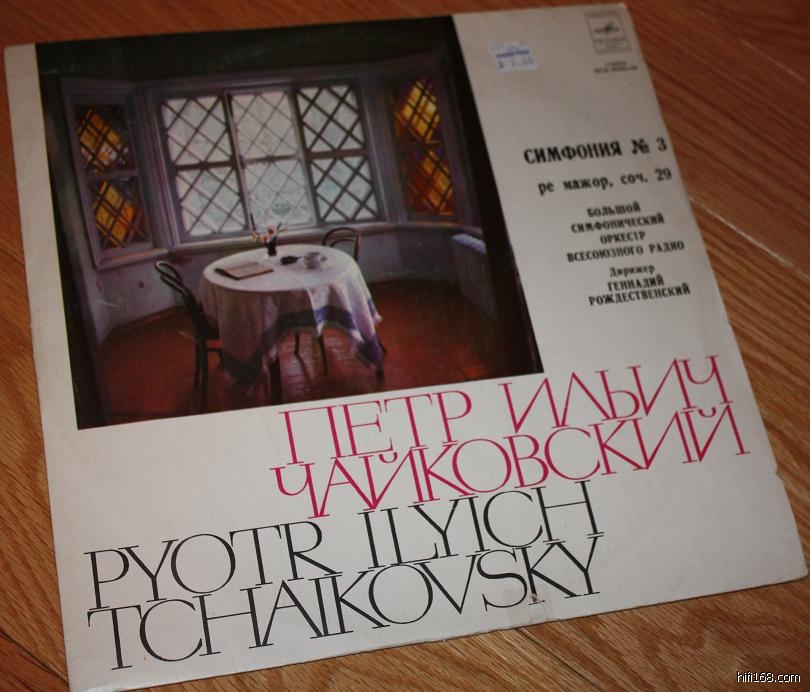 СИМФОНИЯ № 3
ре мажор, соч. 29
БОЛЬШОЙ
СИМФОНИЧЕСКИЙ
ОРКЕСТР
ВСЕСОЮЗНОГО РАДИО
Дирижер
ГЕННАДИЙ
РОЖДЕСТВЕНСКИЙ
ПЕТР ИЛЬИЧ
ЧАЙКОВСКИЙ
PYOTR ILYICH
TCHAIKOVSKY
hifi168.com